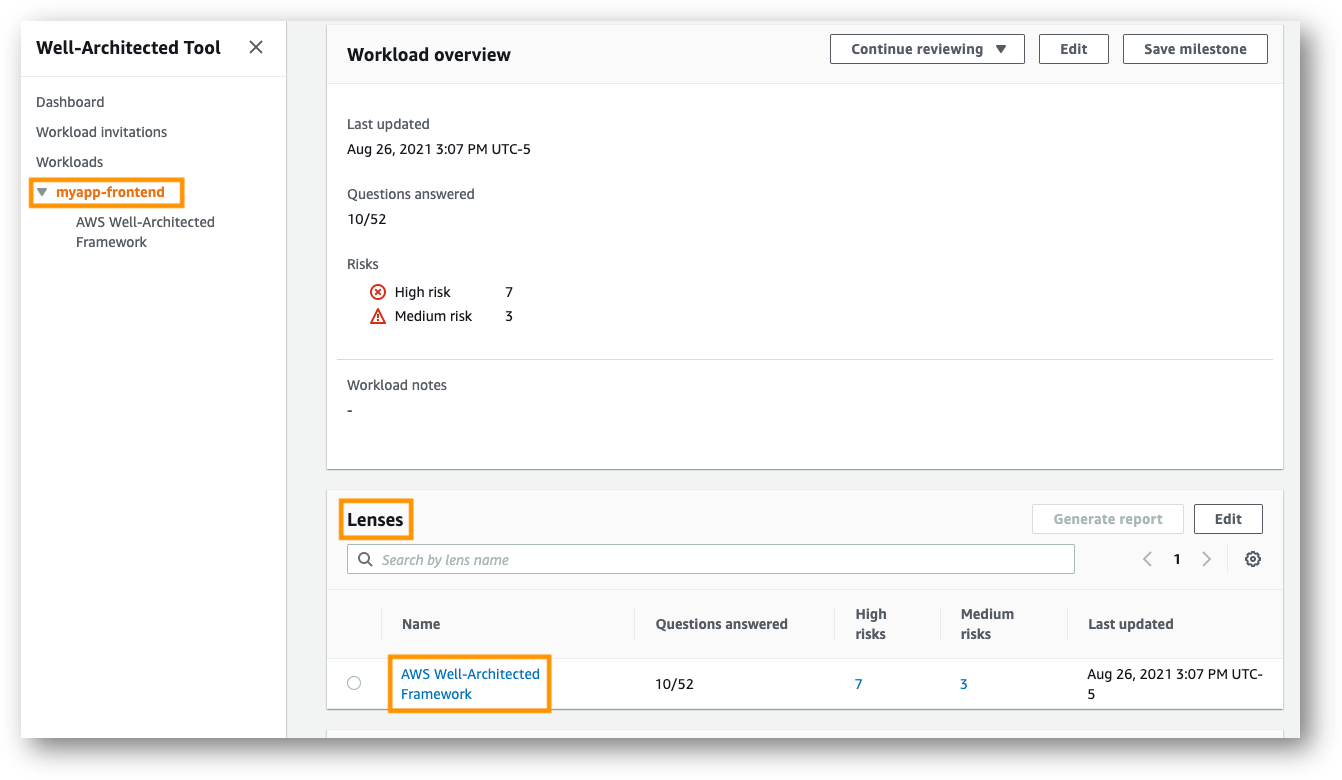 Well-Architected Tool
Dashboard
Workload invitations
Workloads
myapp-frontend
AWS Well-Architected
Framework
Workload overview
Continue reviewing
Edit
Save milestone
Last updated
Aug 26, 2021 3:07 PM UTC-5
Questions answered
10/52
Risks
High risk 7
Medium risk 3
Workload notes
-
Lenses
Generate report
Edit
Search by lens name
1
Name
Questions answered
High
risks
Medium
risks
Last updated
AWS Well-Architected
Framework
10/52
7
3
Aug 26, 2021 3:07 PM UTC-
5